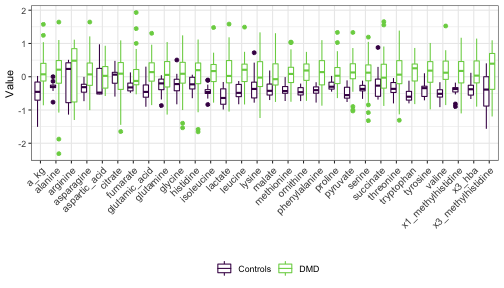 2
1
0
-1
-2
Value
a_kg
alanine
arginine
asparagine
aspartic_acid
citrate
fumarate
glutamic_acid
glutamine
glycine
histidine
isoleucine
lactate
leucine
lysine
malate
methionine
ornithine
phenylalanine
proline
pyruvate
serine
succinate
threonine
tryptophan
tyrosine
valine
x1_methylhistidine
x3_hba
x3_methylhistidine
Controls DMD